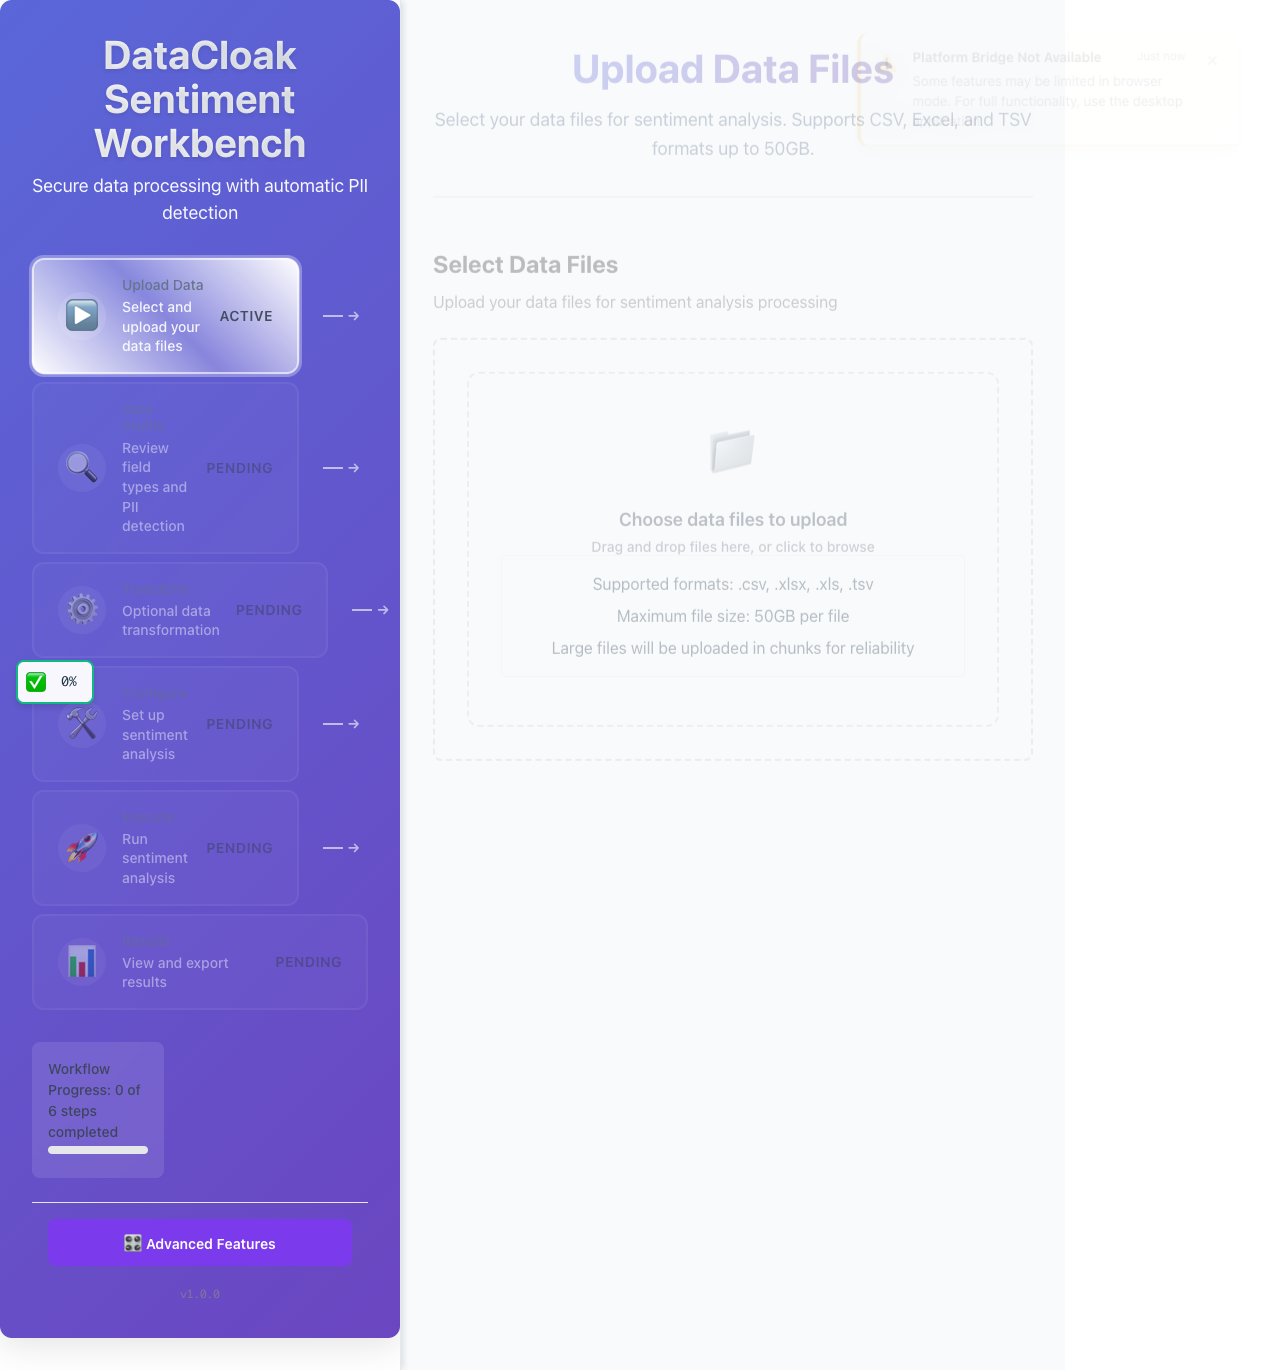 DataCloak
Sentiment
Workbench
Secure data processing with automatic PII
detection
Upload Data
Select and
upload your
data files
ACTIVE
Review
field
types and
PII
detection
PENDING
Optional data
transformation
PENDING
0%
Set up
sentiment
analysis
PENDING
Run
sentiment
analysis
PENDING
View and export
results
PENDING
Workflow
Progress: 0 of
6 steps
completed
Advanced Features
v1.0.0
Upload Data Files
Select your data files for sentiment analysis. Supports CSV, Excel, and TSV
formats up to 50GB.
Platform Bridge Not Available
Just now
×
Some features may be limited in browser
mode. For full functionality, use the desktop
Select Data Files
Upload your data files for sentiment analysis processing
Choose data files to upload
Drag and drop files here, or click to browse
Supported formats: .csv, .xlsx, .xls, .tsv
Maximum file size: 50GB per file
Large files will be uploaded in chunks for reliability